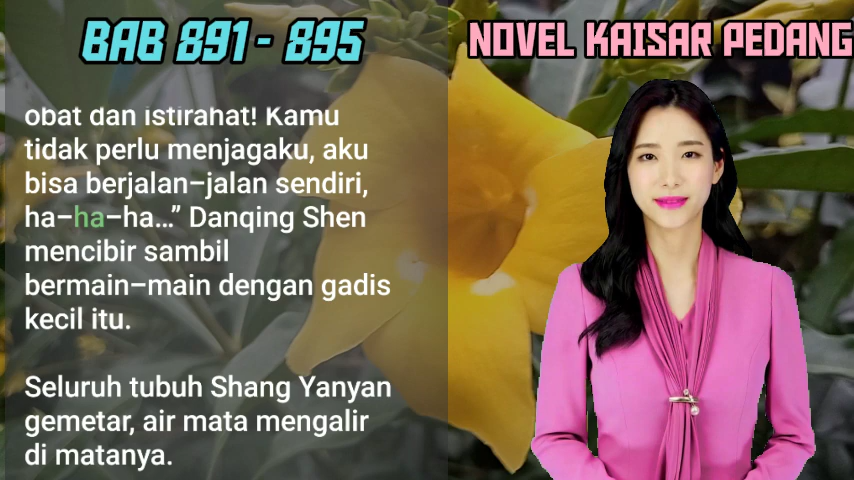 BAB 891 - 895
NOVEL KAISAR PEDANG
obat dan istirahat! Kamu
tidak perlu menjagaku, aku
bisa berjalan–jalan sendiri,
ha–ha–ha…” Danqing Shen
mencibir sambil
bermain–main dengan gadis
kecil itu.
Seluruh tubuh Shang Yanyan
gemetar, air mata mengalir
di matanya.